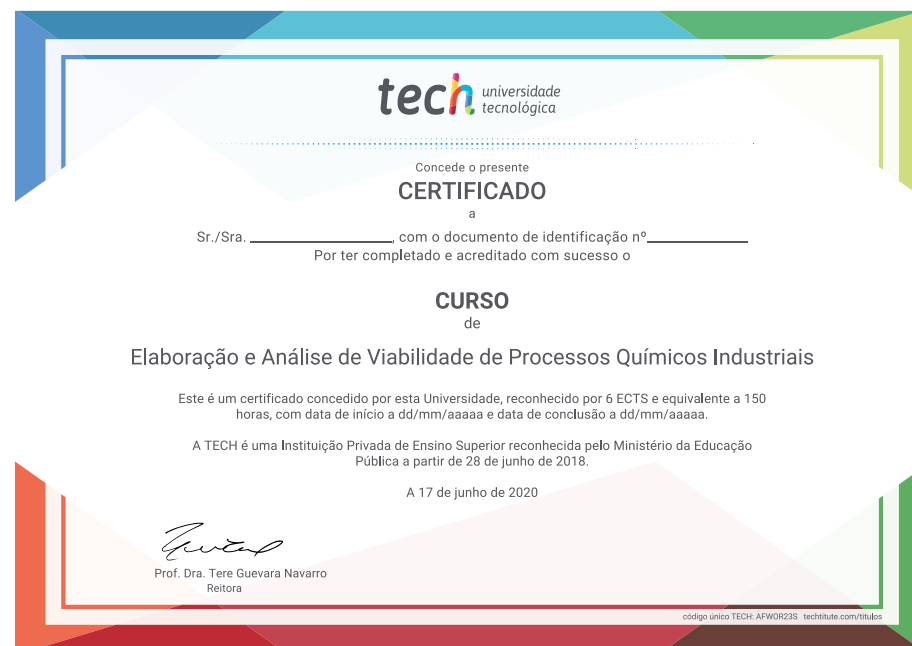 tech universidade
tecnológica
Concede o presente
CERTIFICADO
a
Sr./Sra. ________________, com o documento de identificação nº____________
Por ter completado e acreditado com sucesso o
CURSO
de
Elaboração e Análise de Viabilidade de Processos Químicos Industriais
Este é um certificado concedido por esta Universidade, reconhecido por 6 ECTS e equivalente a 150
horas, com data de início a dd/mm/aaaaa e data de conclusão a dd/mm/aaaaa.
A TECH é uma Instituição Privada de Ensino Superior reconhecida pelo Ministério da Educação
Pública a partir de 28 de junho de 2018.
A 17 de junho de 2020
Prof. Dra. Tere Guevara Navarro
Reitora
código único TECH: AFWOR23S techtitute.com/titulos